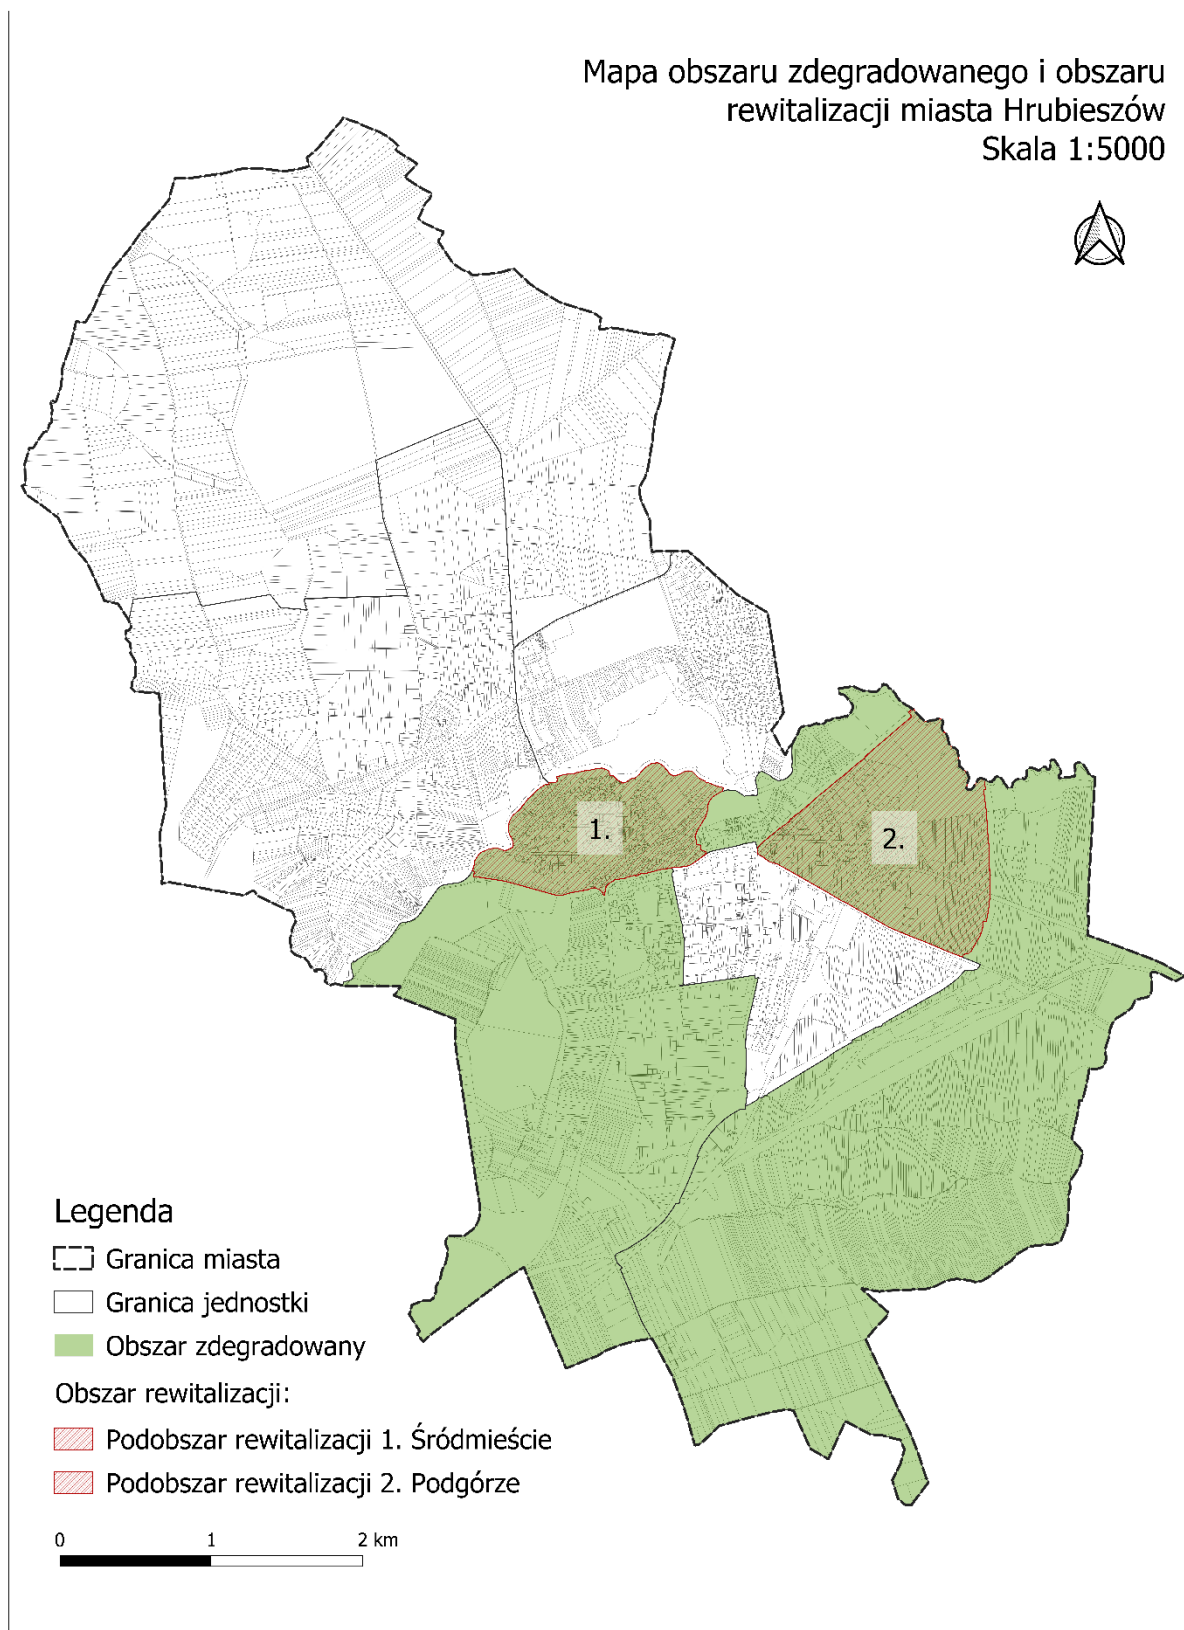 Mapa obszaru zdegradowanego i obszaru
rewitalizacji miasta Hrubieszów
Skala 1:5000
1.
2.
Legenda
Granica miasta
Granica jednostki
Obszar zdegradowany
Obszar rewitalizacji:
Podobszar rewitalizacji 1. Śródmieście
Podobszar rewitalizacji 2. Podgórze
0 1 2 km